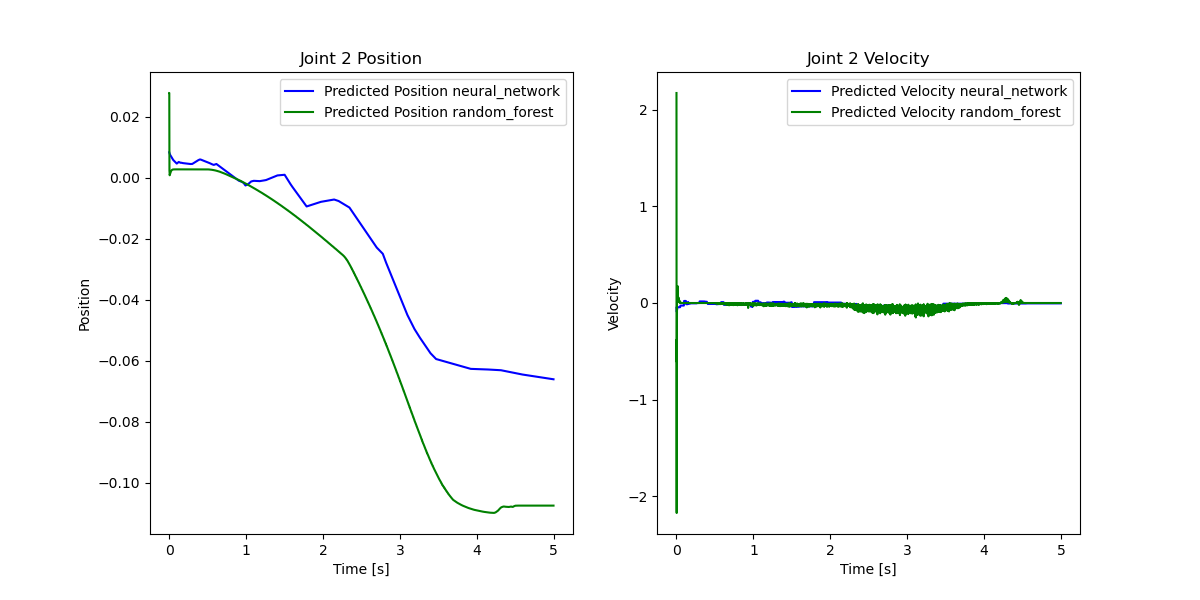 Joint 2 Position
Predicted Position neural_network
Predicted Position random_forest
0.02
0.00
−0.02
−0.04
−0.06
−0.08
−0.10
Position
0 1 2 3 4 5
Time [s]
Joint 2 Velocity
Predicted Velocity neural_network
Predicted Velocity random_forest
2
1
0
−1
−2
Velocity
0 1 2 3 4 5
Time [s]